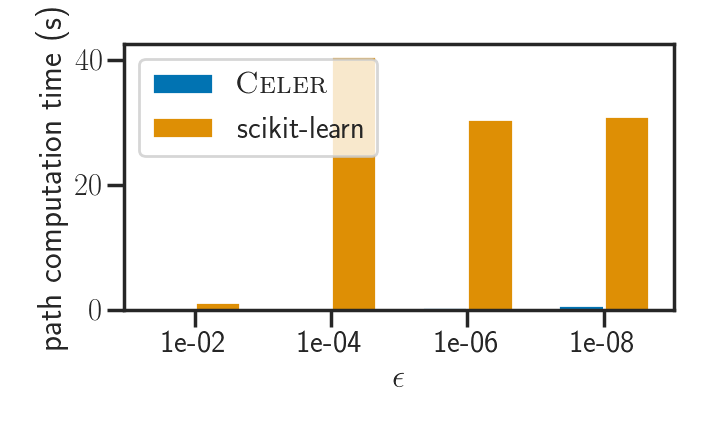 path computation time (s)
40
20
0
CELER
scikit-learn
1e-02
1e-04
1e-06
1e-08
ϵ